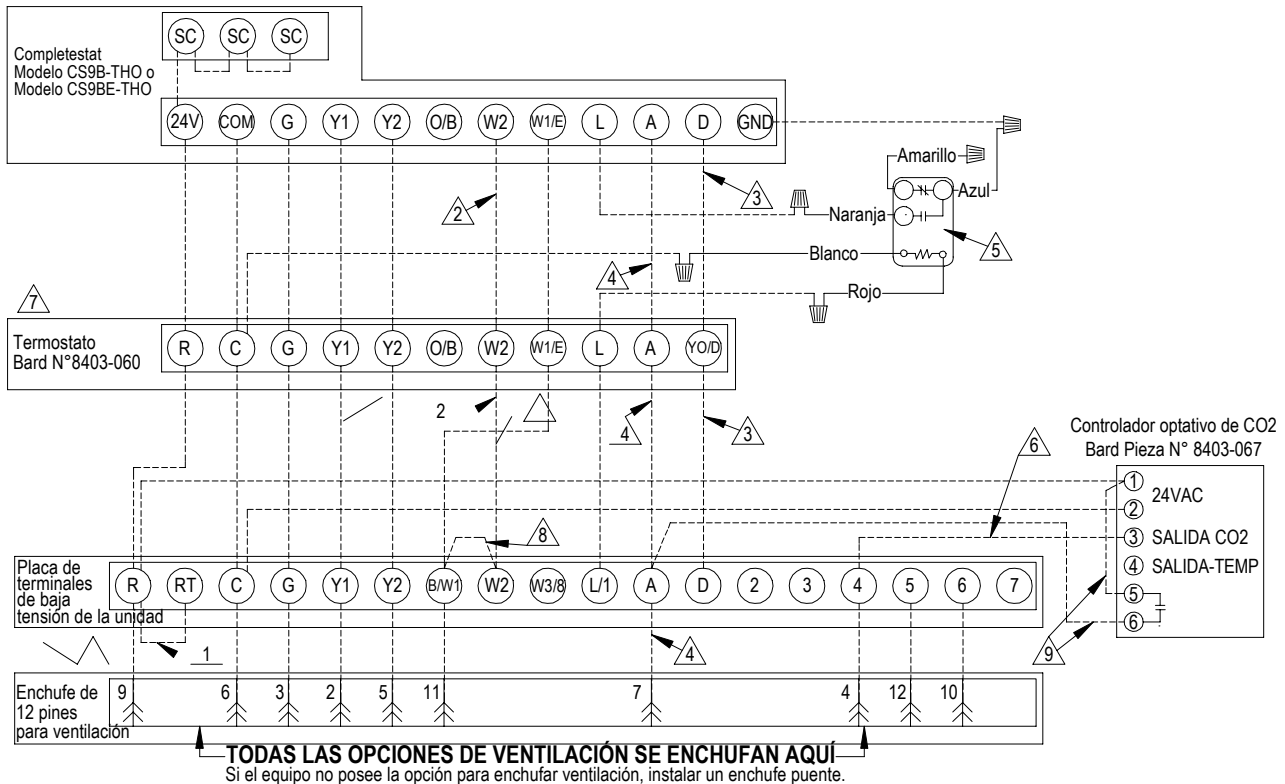 SC SC SC
Completestat
Modelo CS9B-THO o
Modelo CS9BE-THO
24V COM G Y1 Y2 O/B W2 W1/E L A D GND
Amarillo
Azul
2
3
Naranja
5
Blanco
4
Rojo
7
Termostato
Bard N°8403-060
R C G Y1 Y2 O/B W2 W1/E L A YO/D
2
4
3
6
Controlador optativo de CO2
Bard Pieza N° 8403-067
1
24VAC
2
3 SALIDA CO2
4 SALIDA-TEMP
5
6
8
9
Placa de
terminales
de baja
tensión de la unidad
R RT C G Y1 Y2 B/W1 W2 W3/8 L/1 A D 2 3 4 5 6 7
1
4
Enchufe de
12 pines
para ventilación
9 6 3 2 5 11 7 4 12 10
TODAS LAS OPCIONES DE VENTILACIÓN SE ENCHUFAN AQUÍ
Si el equipo no posee la opción para enchufar ventilación, instalar un enchufe puente.